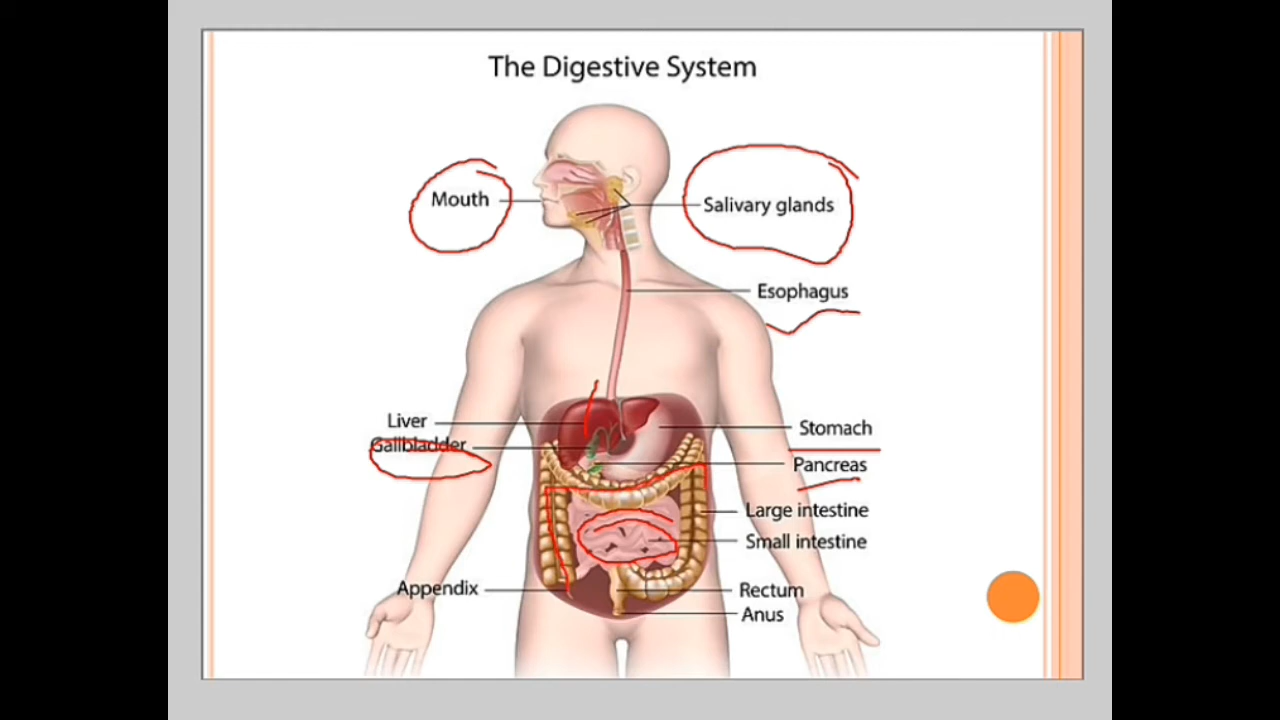 The Digestive System
Mouth
Salivary glands
Esophagus
Liver
Gallbladder
Stomach
Pancreas
Large intestine
Small intestine
Appendix
Rectum
Anus